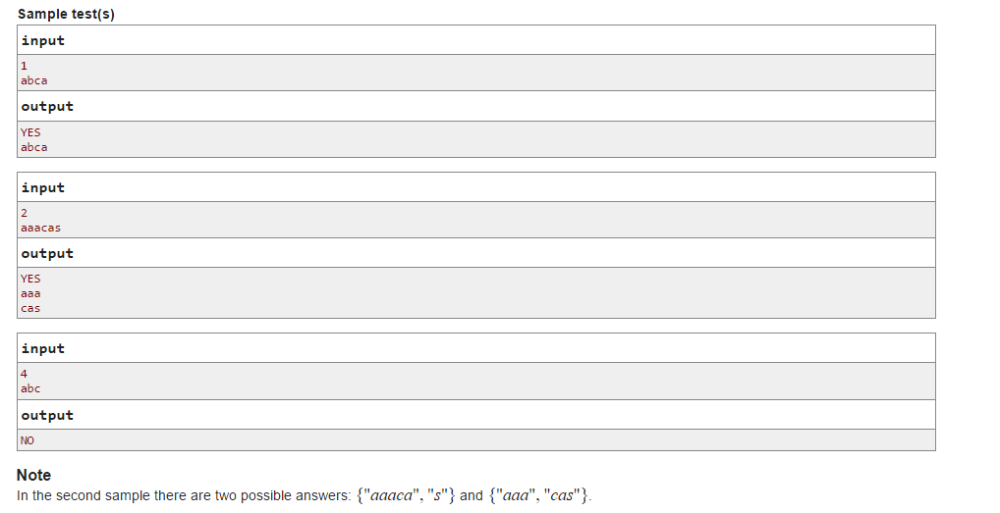 Sample test(s)
input
1
abca
output
YES
abca
input
2
aaacas
output
YES
aaa
cas
input
4
abc
output
NO
Note
In the second sample there are two possible answers: {"aaaca", "s"} and {"aaa", "cas"}.